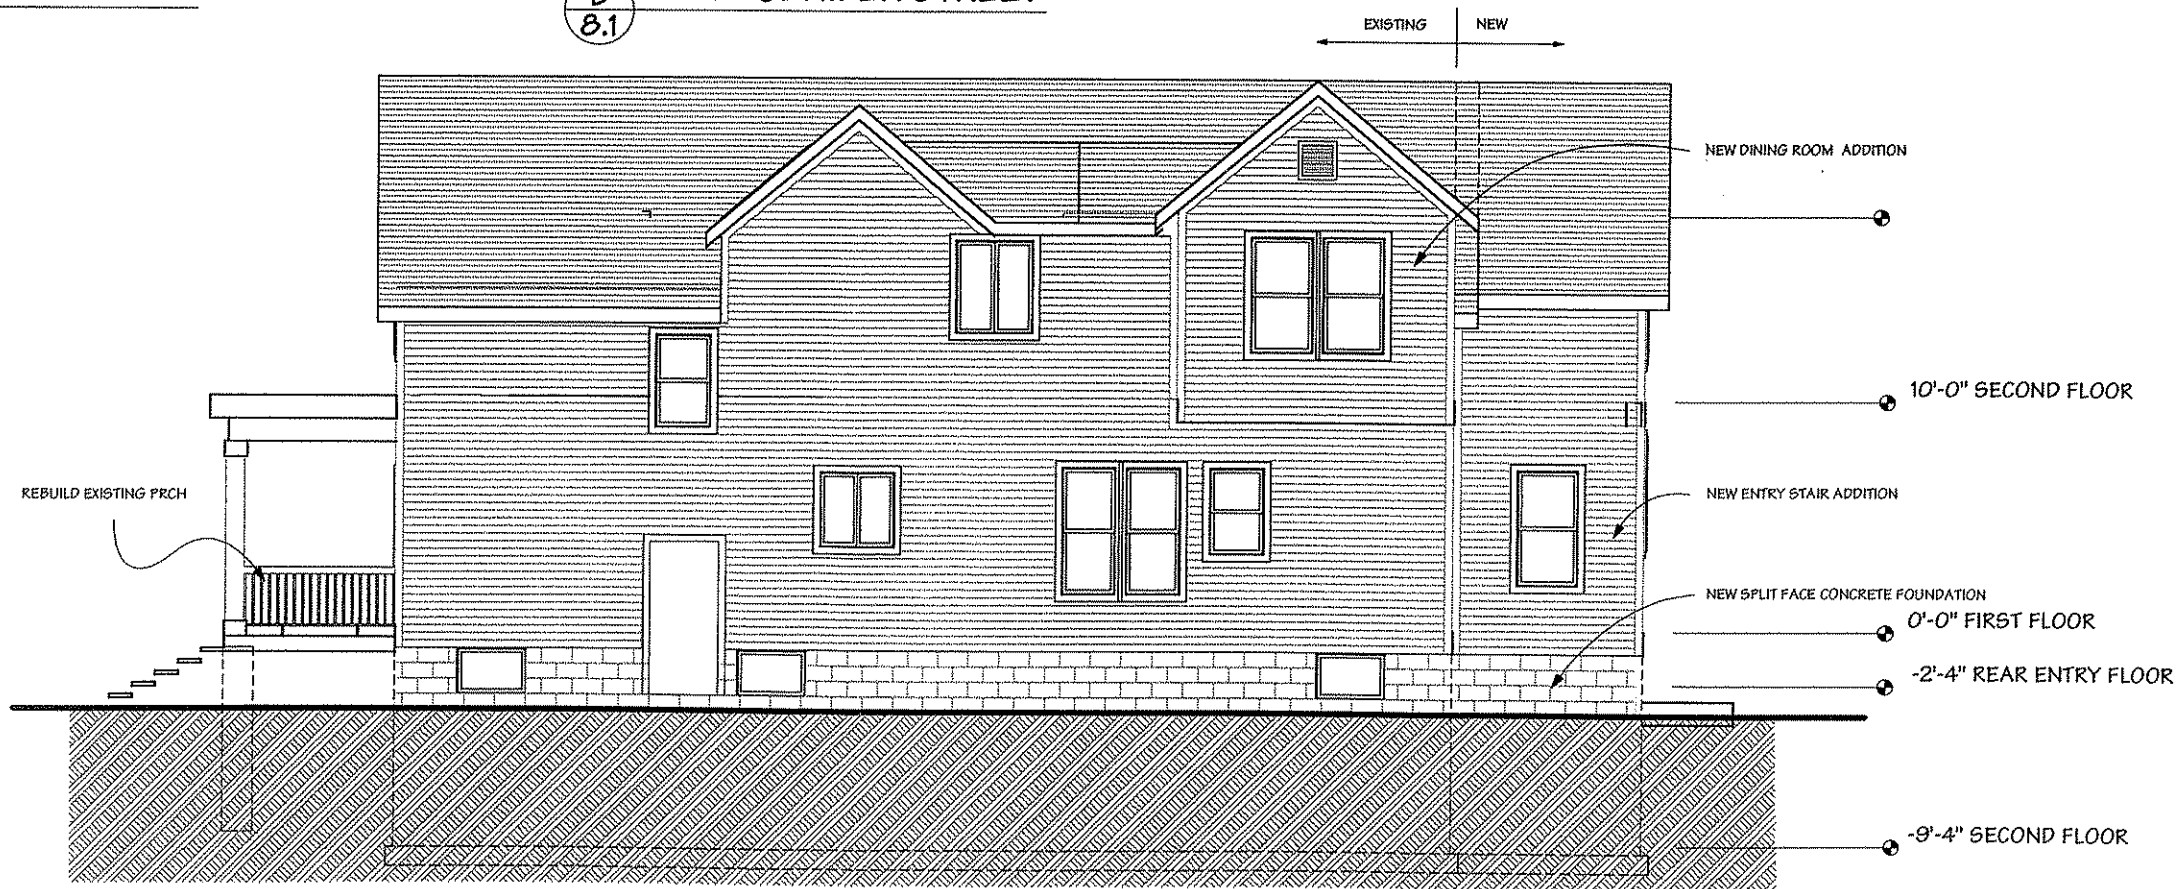 8.1
EXISTING
NEW
NEW DINING ROOM ADDITION
10'-0" SECOND FLOOR
REBUILD EXISTING PRCH
NEW ENTRY STAIR ADDITION
NEW SPLIT FACE CONCRETE FOUNDATION
0'-0" FIRST FLOOR
-2'-4" REAR ENTRY FLOOR
-9'-4" SECOND FLOOR